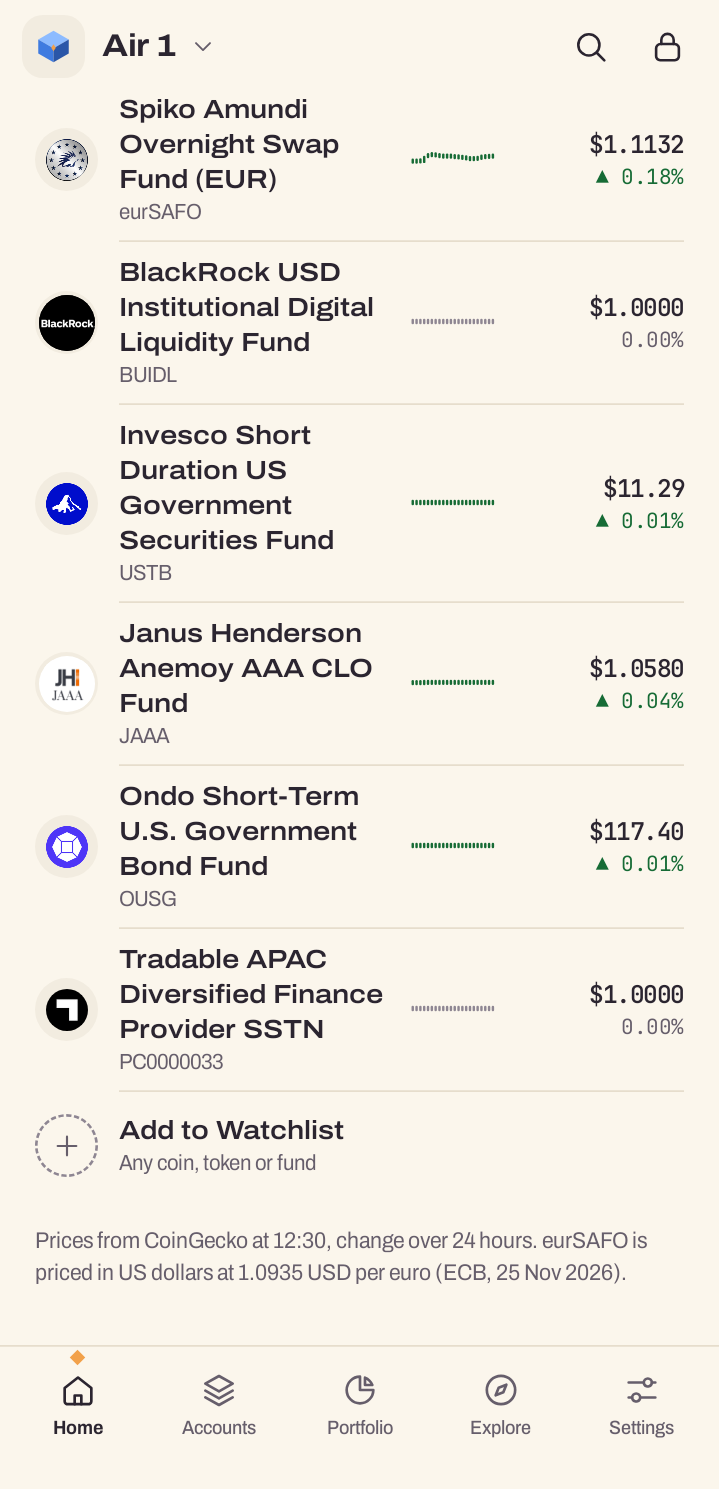 Air 1
Spiko Amundi
Overnight Swap
Fund (EUR)
eurSAFO
$1.1132
▲ 0.18%
BlackRock
BlackRock USD
Institutional Digital
Liquidity Fund
BUIDL
$1.0000
0.00%
Invesco Short
Duration US
Government
Securities Fund
USTB
$11.29
▲ 0.01%
JH
JAAA
Janus Henderson
Anemoy AAA CLO
Fund
JAAA
$1.0580
▲ 0.04%
Ondo Short-Term
U.S. Government
Bond Fund
OUSG
$117.40
▲ 0.01%
Tradable APAC
Diversified Finance
Provider SSTN
PC0000033
$1.0000
0.00%
Add to Watchlist
Any coin, token or fund
Prices from CoinGecko at 12:30, change over 24 hours. eurSAFO is
priced in US dollars at 1.0935 USD per euro (ECB, 25 Nov 2026).
Home
Accounts
Portfolio
Explore
Settings